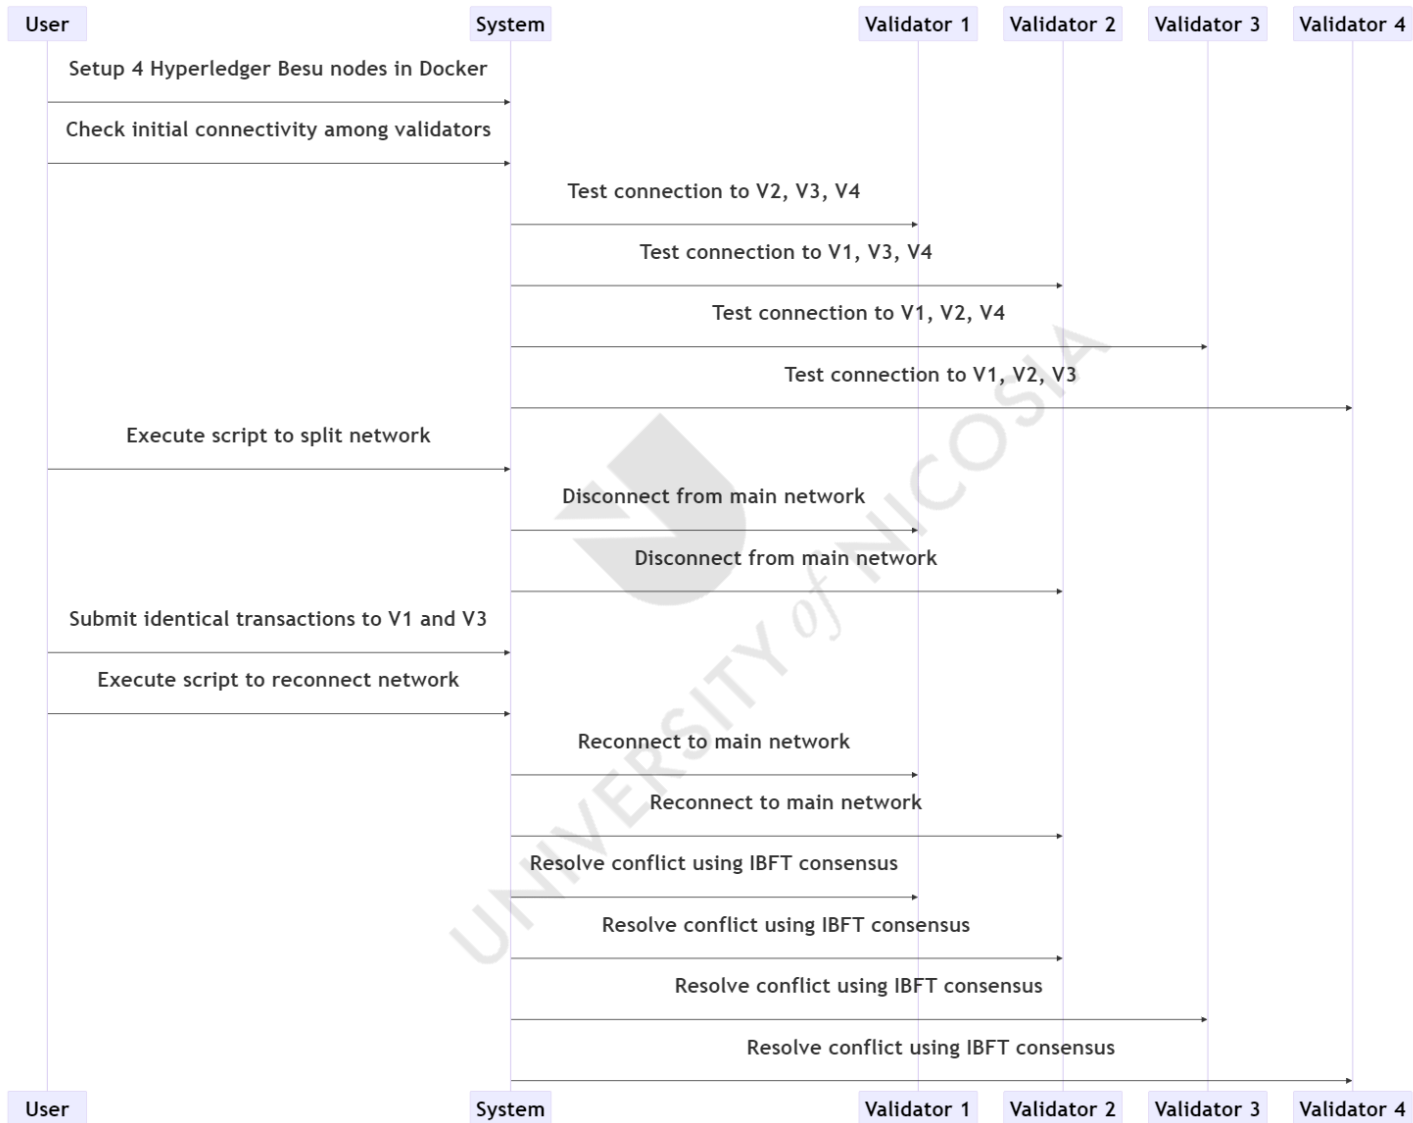 User System Validator 1 Validator 2 Validator 3 Validator 4
Setup 4 Hyperledger Besu nodes in Docker
Check initial connectivity among validators
Test connection to V2, V3, V4
Test connection to V1, V3, V4
Test connection to V1, V2, V4
Test connection to V1, V2, V3
Execute script to split network
Disconnect from main network
Disconnect from main network
Submit identical transactions to V1 and V3
Execute script to reconnect network
Reconnect to main network
Reconnect to main network
Resolve conflict using IBFT consensus
Resolve conflict using IBFT consensus
Resolve conflict using IBFT consensus
Resolve conflict using IBFT consensus
User System Validator 1 Validator 2 Validator 3 Validator 4
UNIVERSITY of NICOSIA